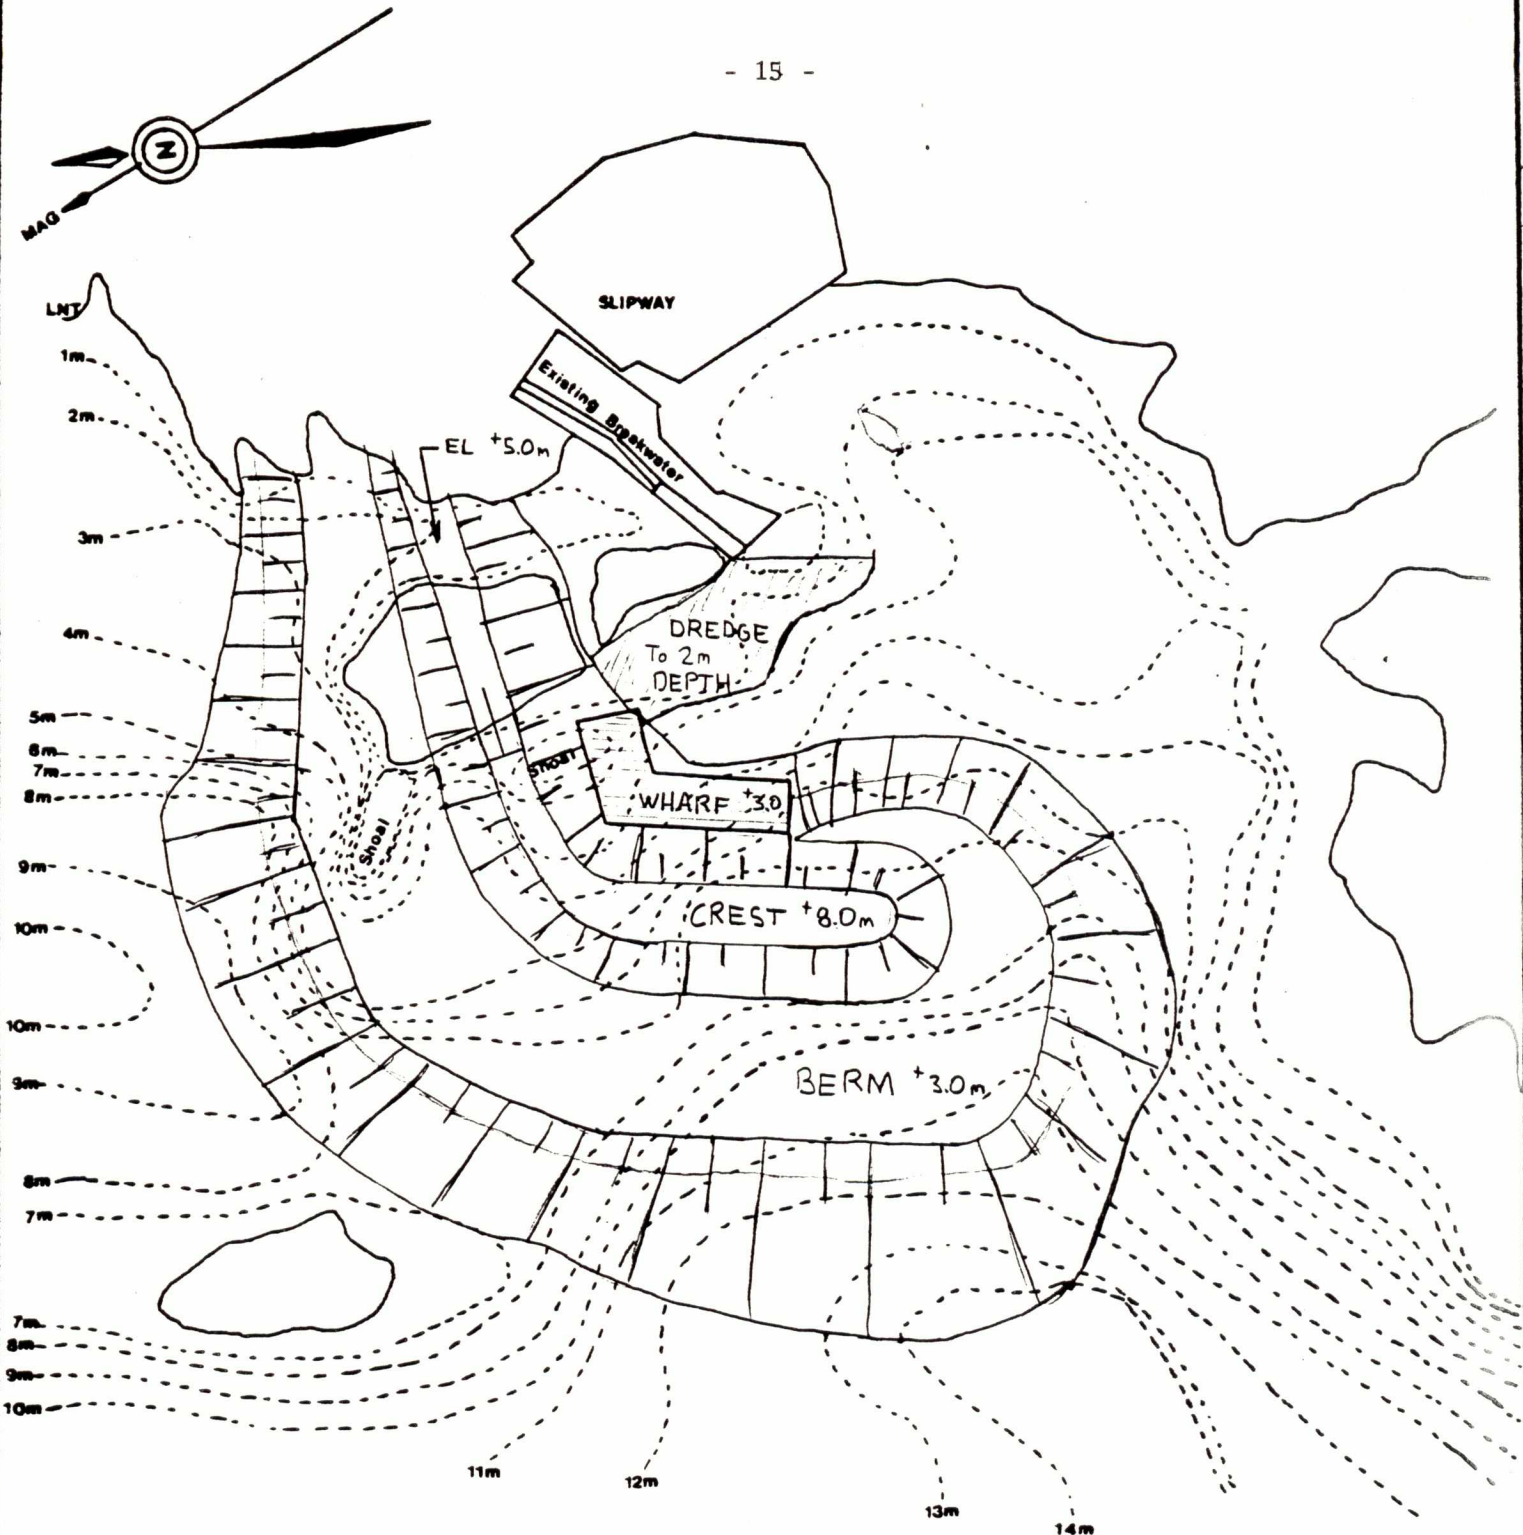 - 15 -
N
MAG
SLIPWAY
LNT
1m
Existing Breakwater
2m
EL +5.0m
3m
4m
DREDGE
To 2m
DEPTH
5m
6m
7m
8m
Shoal
WHARF +3.0
Shoal
9m
CREST +8.0m
10m
10m
9m
BERM +3.0m
8m
7m
7m
8m
9m
10m
11m
12m
13m
14m